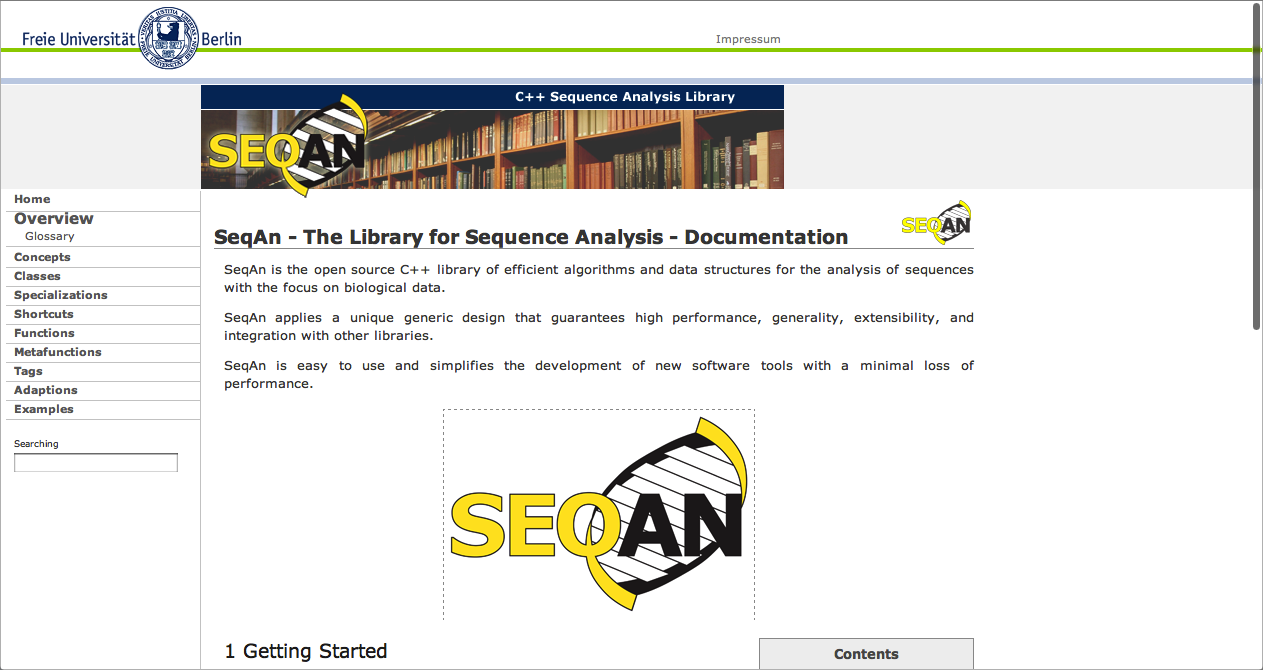 Freie Universität Berlin
Impressum
C++ Sequence Analysis Library
SEQAN
Home
Overview
Glossary
Concepts
Classes
Specializations
Shortcuts
Functions
Metafunctions
Tags
Adaptions
Examples
Searching
SeqAn - The Library for Sequence Analysis - Documentation
SEQAN
SeqAn is the open source C++ library of efficient algorithms and data structures for the analysis of sequences
with the focus on biological data.
SeqAn applies a unique generic design that guarantees high performance, generality, extensibility, and
integration with other libraries.
SeqAn is easy to use and simplifies the development of new software tools with a minimal loss of
performance.
SEQAN
1 Getting Started
Contents